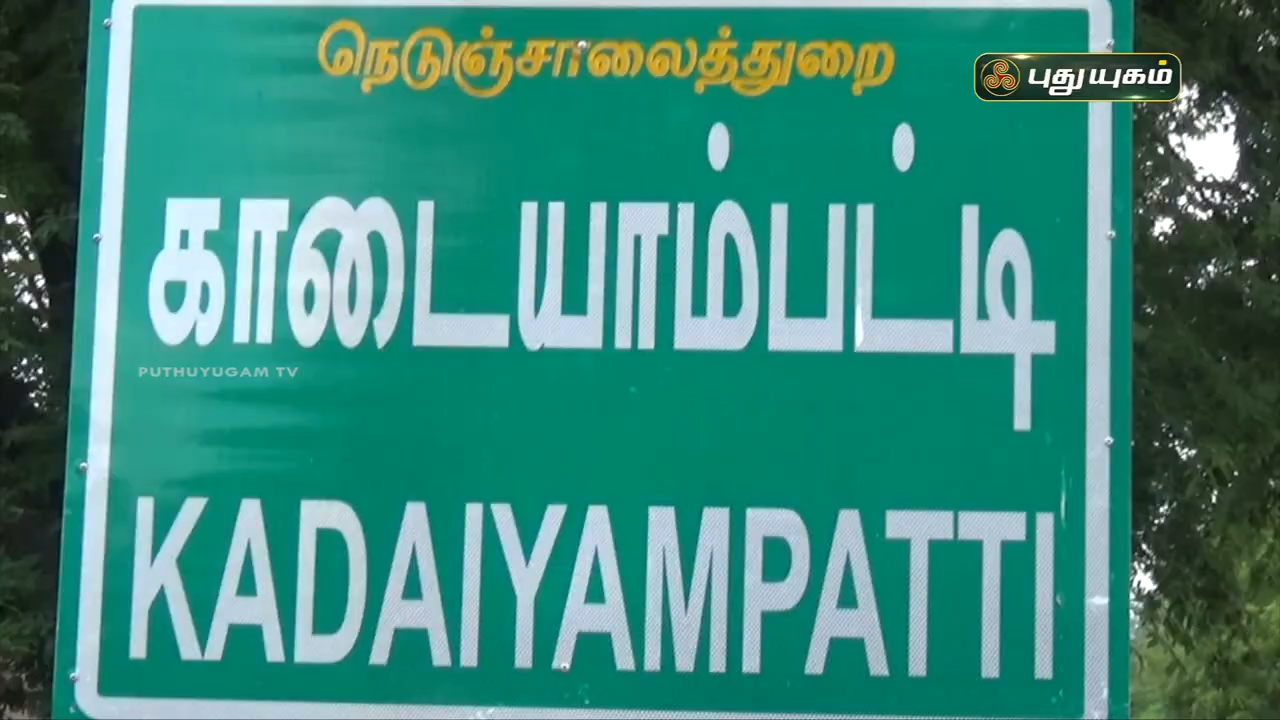 நெடுஞ்சாலைத்துறை
புதுயுகம்
காடையாம்பட்டி
PUTHUYUGAM TV
KADAIYAMPATTI